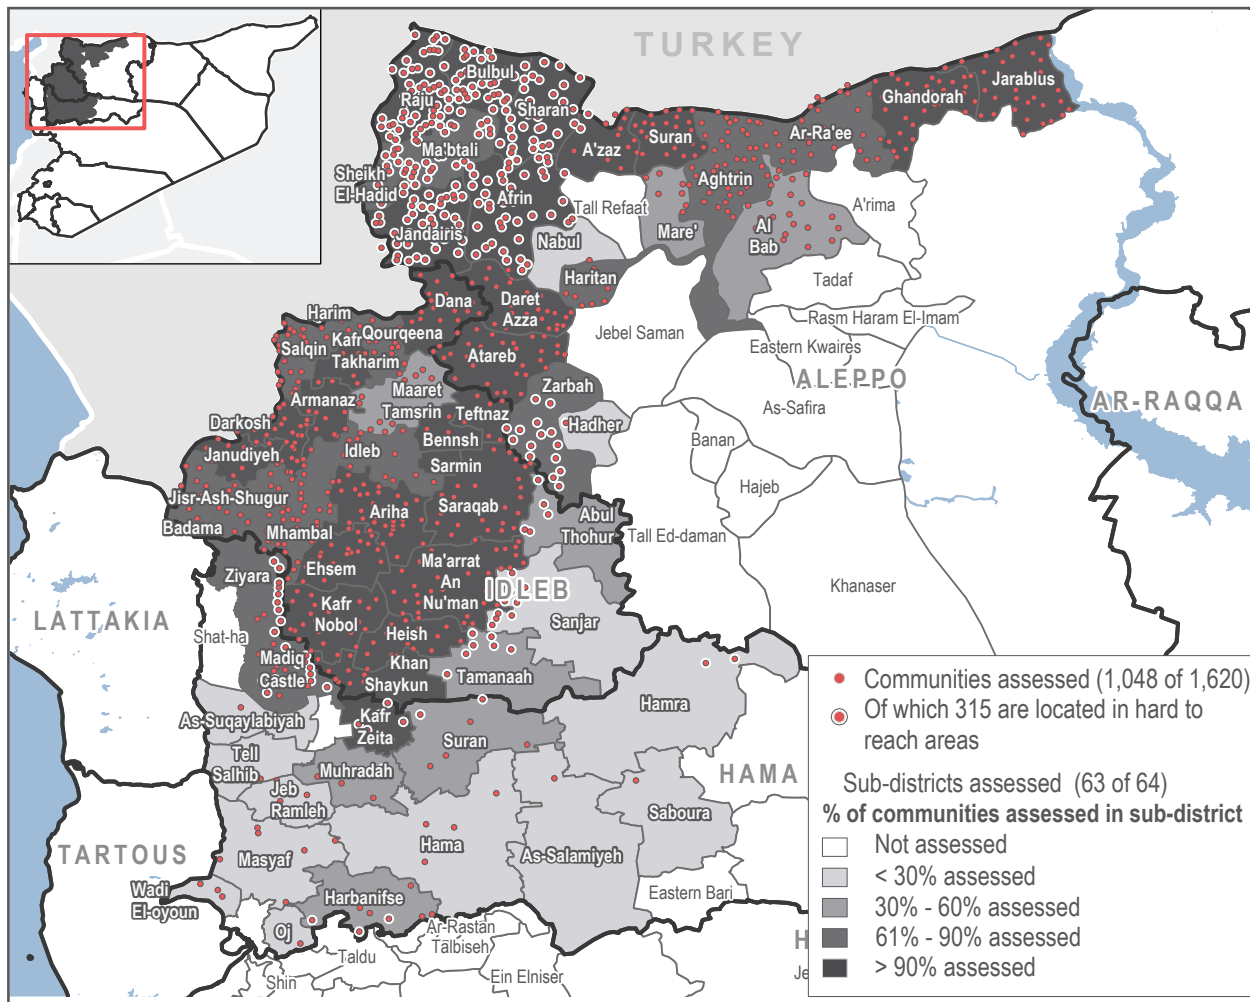 TURKEY
Bulbul
Jarablus
Raju
Sharan
Ghandorah
Ar-Ra'ee
Suran
A'zaz
Ma'btali
Sheikh
El-Hadid
Aghtrin
Afrin
Tall Refaat
A'rima
Jandairis
Nabul
Mare'
Al
Bab
Haritan
Tadaf
Dana
Daret
Azza
Harim
Rasm Haram El-Imam
Kafr
Qourqeena
Jebel Saman
Salqin
Takharim
Atareb
Eastern Kwaires
ALEPPO
Maaret
Tamsrin
Zarbah
AR-RAQQA
Armanaz
As-Safira
Teftnaz
Darkosh
Hadher
Bennsh
Banan
Janudiyeh
Idleb
Sarmin
Hajeb
Jisr-Ash-Shugur
Ariha
Saraqab
Abul
Thohur
Badama
Mhambal
Tall Ed-daman
Ma'arrat
An
Nu'man
Ehsem
Ziyara
Khanaser
IDLEB
Kafr
Nobol
LATTAKIA
Sanjar
Shat-ha
Heish
Madiq
Castle
Khan
Shaykun
Tamanaah
Communities assessed (1,048 of 1,620)
Of which 315 are located in hard to
reach areas
Hamra
As-Suqaylabiyah
Kafr
Zeita
Suran
Tell
Salhib
Muhradah
HAMA
Sub-districts assessed (63 of 64)
% of communities assessed in sub-district
Jeb
Ramleh
Saboura
Not assessed
TARTOUS
Masyaf
Hama
As-Salamiyeh
< 30% assessed
Wadi
El-oyoun
Harbanifse
Eastern Bari
30% - 60% assessed
Oj
Ar-Rastan
Talbiseh
H
61% - 90% assessed
Taldu
Shin
Ein Elniser
Je
> 90% assessed